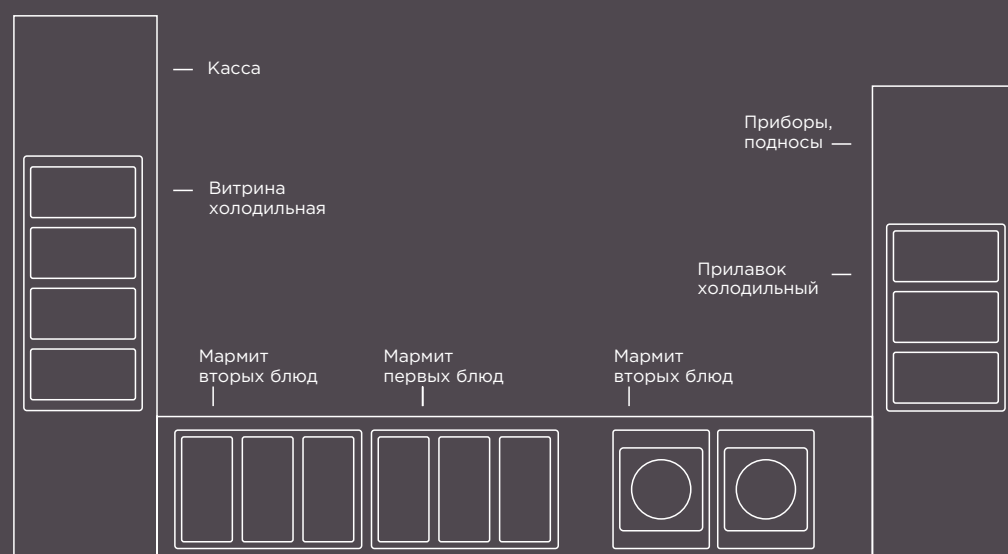 Касса
Приборы,
подносы
Витрина
холодильная
Прилавок
холодильный
Мармит
вторых блюд
Мармит
первых блюд
Мармит
вторых блюд